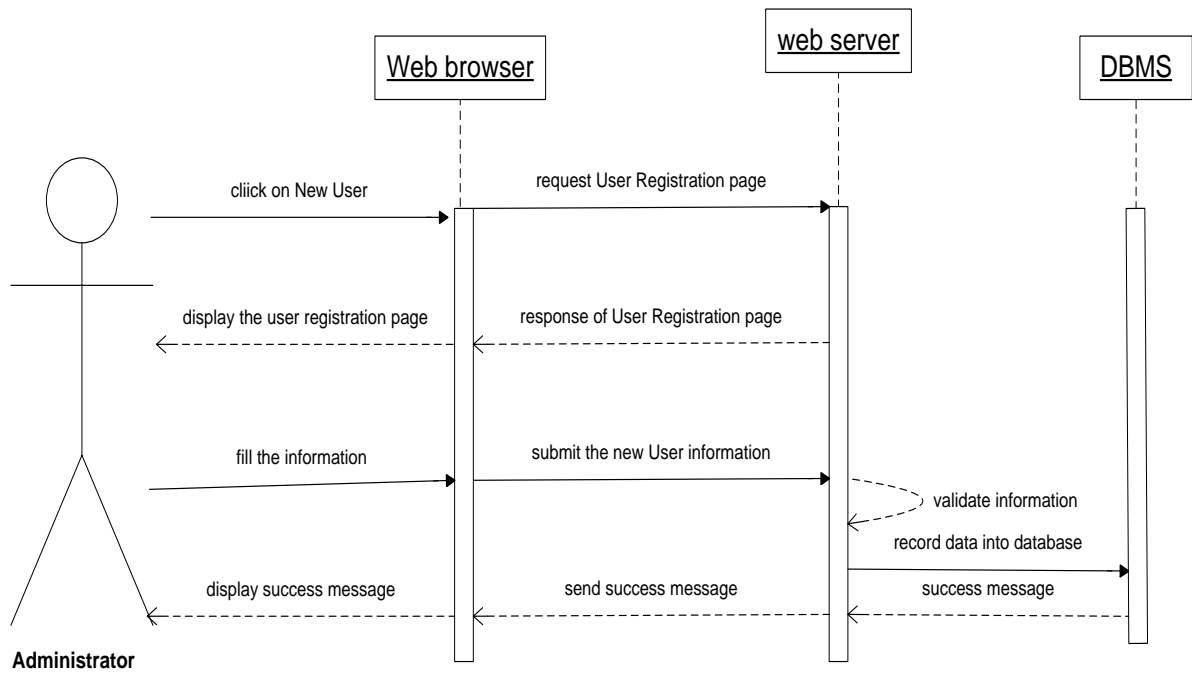 Web browser
web server
DBMS
cliick on New User
request User Registration page
display the user registration page
response of User Registration page
fill the information
submit the new User information
validate information
record data into database
display success message
send success message
success message
Administrator